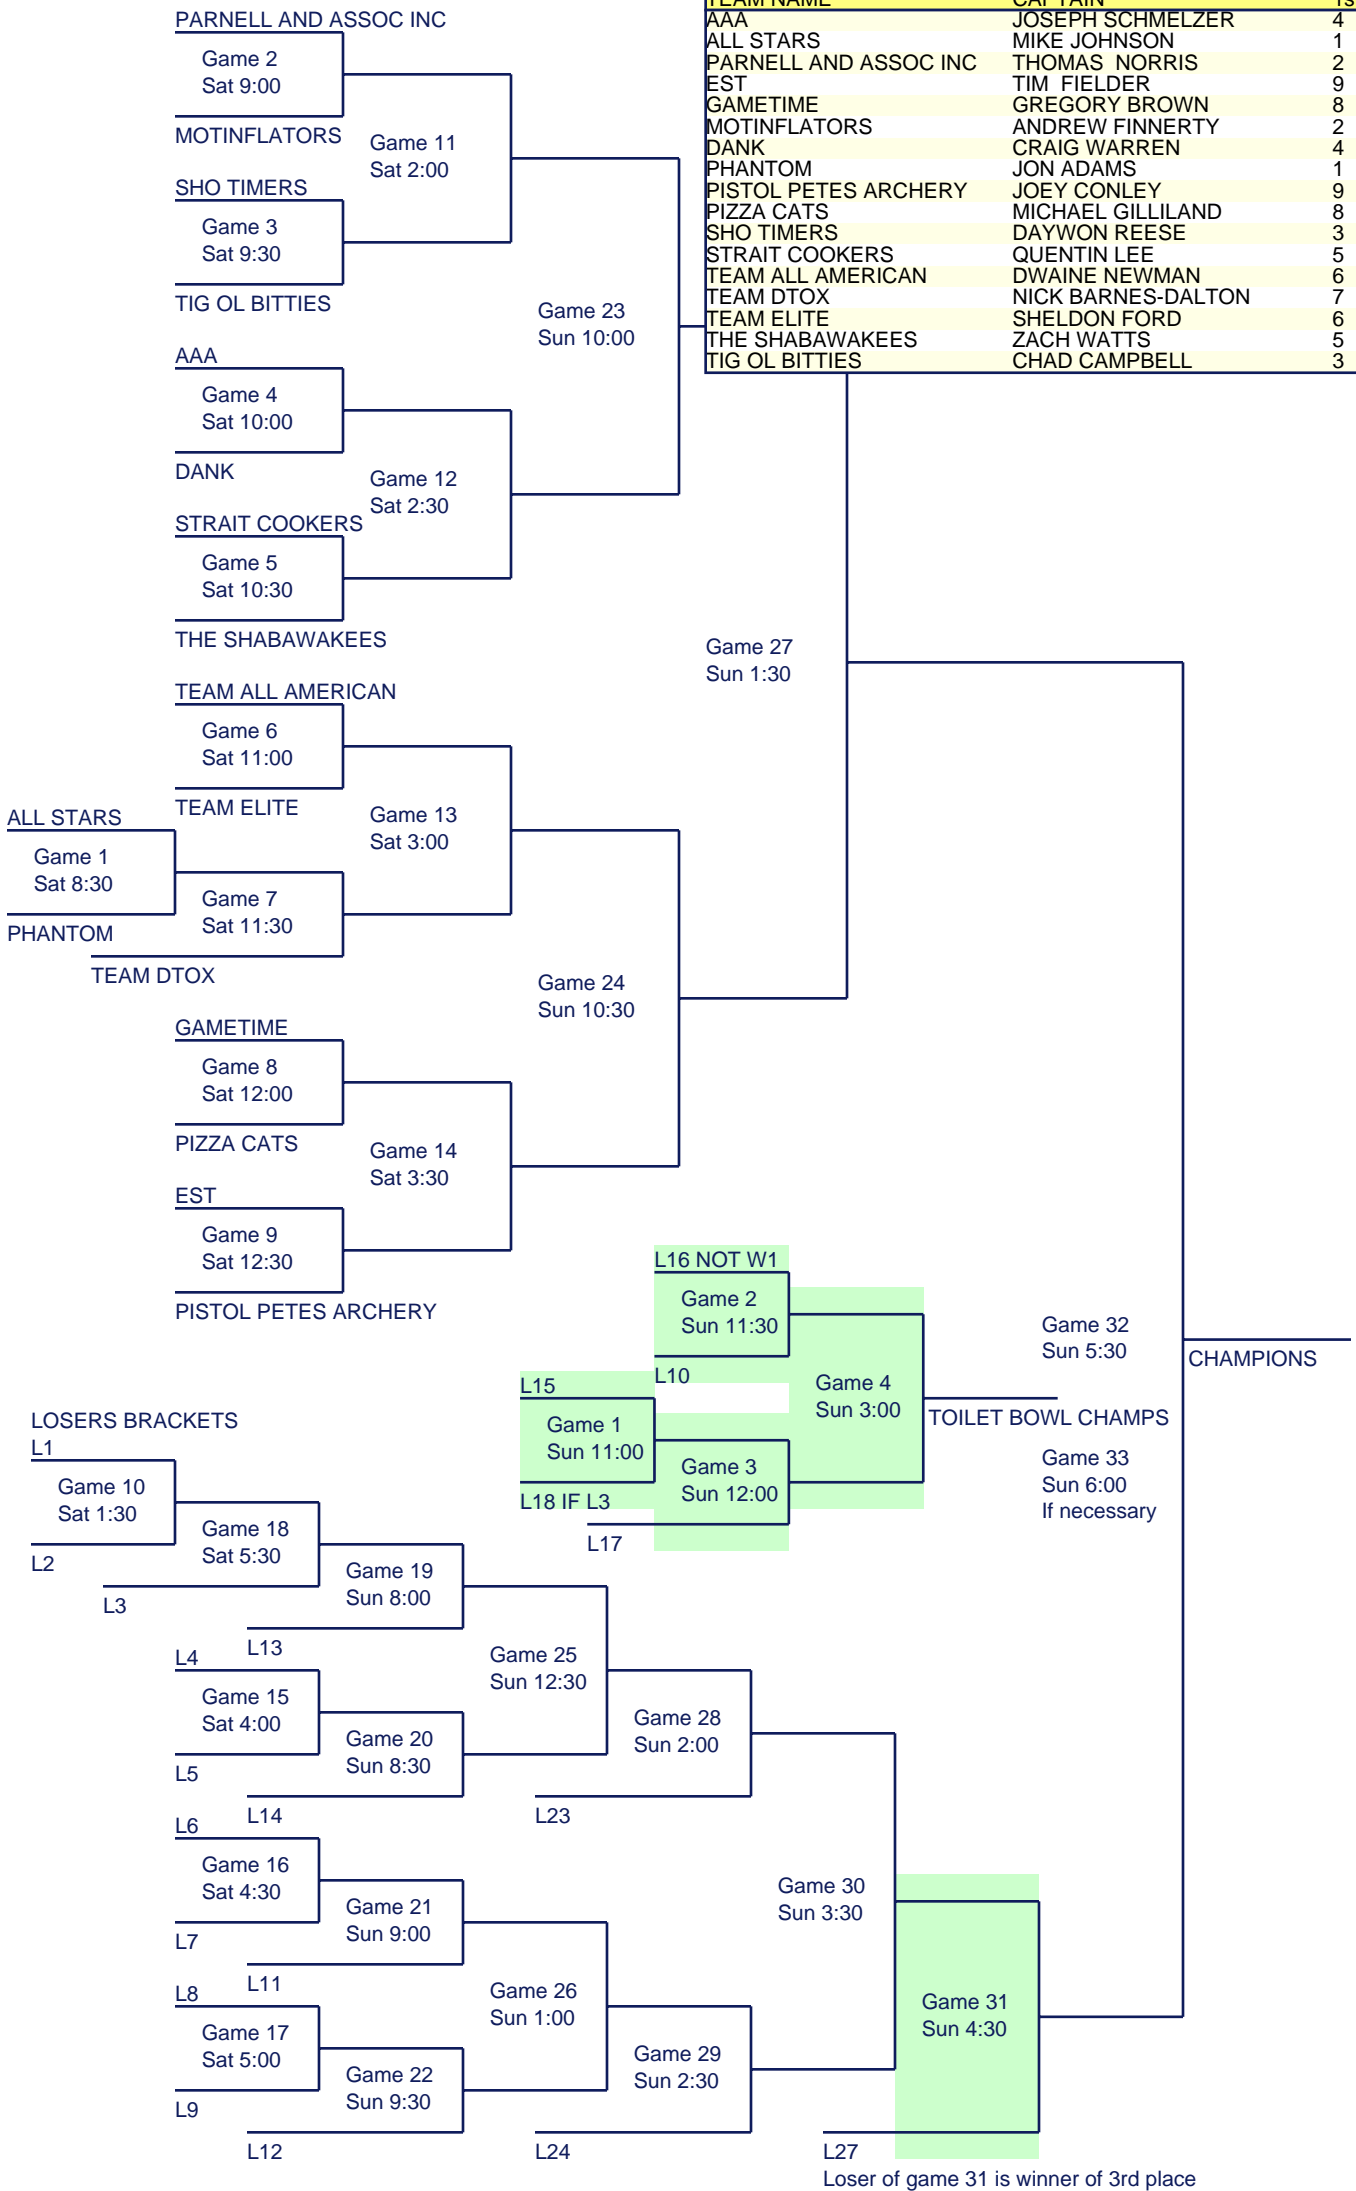 TEAM NAME CAPTAIN
AAA JOSEPH SCHMELZER 4
ALL STARS MIKE JOHNSON 1
PARNELL AND ASSOC INC THOMAS NORRIS 2
EST TIM FIELDER 9
GAMETIME GREGORY BROWN 8
MOTINFLATORS ANDREW FINNERTY 2
DANK CRAIG WARREN 4
PHANTOM JON ADAMS 1
PISTOL PETES ARCHERY JOEY CONLEY 9
PIZZA CATS MICHAEL GILLILAND 8
SHO TIMERS DAYWON REESE 3
STRAIT COOKERS QUENTIN LEE 5
TEAM ALL AMERICAN DWAINE NEWMAN 6
TEAM DTOX NICK BARNES-DALTON 7
TEAM ELITE SHELDON FORD 6
THE SHABAWAKEES ZACH WATTS 5
TIG OL BITTIES CHAD CAMPBELL 3
PARNELL AND ASSOC INC
Game 2
Sat 9:00
MOTINFLATORS
Game 11
Sat 2:00
SHO TIMERS
Game 3
Sat 9:30
TIG OL BITTIES
Game 23
Sun 10:00
AAA
Game 4
Sat 10:00
DANK
Game 12
Sat 2:30
STRAIT COOKERS
Game 5
Sat 10:30
THE SHABAWAKEES
Game 27
Sun 1:30
TEAM ALL AMERICAN
Game 6
Sat 11:00
TEAM ELITE
Game 13
Sat 3:00
ALL STARS
Game 1
Sat 8:30
PHANTOM
Game 7
Sat 11:30
TEAM DTOX
Game 24
Sun 10:30
GAMETIME
Game 8
Sat 12:00
PIZZA CATS
Game 14
Sat 3:30
EST
Game 9
Sat 12:30
PISTOL PETES ARCHERY
L16 NOT W1
Game 2
Sun 11:30
L10
L15
Game 1
Sun 11:00
L18 IF L3
Game 3
Sun 12:00
L17
Game 4
Sun 3:00
TOILET BOWL CHAMPS
Game 32
Sun 5:30
CHAMPIONS
Game 33
Sun 6:00
If necessary
LOSERS BRACKETS
L1
Game 10
Sat 1:30
L2
Game 18
Sat 5:30
L3
Game 19
Sun 8:00
L13
Game 25
Sun 12:30
L4
Game 15
Sat 4:00
L5
Game 20
Sun 8:30
L14
Game 28
Sun 2:00
L23
L6
Game 16
Sat 4:30
L7
Game 21
Sun 9:00
L11
Game 30
Sun 3:30
Game 26
Sun 1:00
L8
Game 17
Sat 5:00
L9
Game 22
Sun 9:30
L12
Game 29
Sun 2:30
L24
Game 31
Sun 4:30
L27
Loser of game 31 is winner of 3rd place